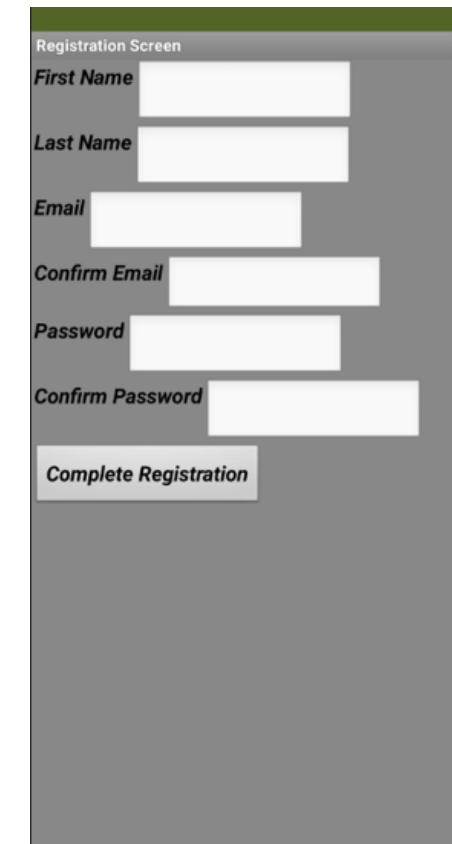 Registration Screen
First Name
Last Name
Email
Confirm Email
Password
Confirm Password
Complete Registration